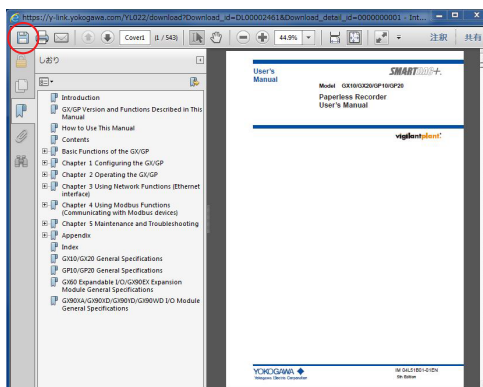 https://y-link.yokogawa.com/YL022/download?Download_id=DL00002461&Download_detail_id=0000000001 - Int...
Cover1 (1 / 543) 44.9% 注釈 共有
しおり
Introduction
GX/GP Version and Functions Described in This
Manual
How to Use This Manual
Contents
Basic Functions of the GX/GP
Chapter 1 Configuring the GX/GP
Chapter 2 Operating the GX/GP
Chapter 3 Using Network Functions (Ethernet
interface)
Chapter 4 Using Modbus Functions
(Communicating with Modbus devices)
Chapter 5 Maintenance and Troubleshooting
Appendix
Index
GX10/GX20 General Specifications
GP10/GP20 General Specifications
GX60 Expandable I/O/GX90EX Expansion
Module General Specifications
GX90XA/GX90XD/GX90YD/GX90WD I/O Module
General Specifications
User's
Manual
SMARTDAC+.
Model GX10/GX20/GP10/GP20
Paperless Recorder
User's Manual
vigilantplant.
YOKOGAWA
Yokogawa Electric Corporation
IM 04L51B01-01EN